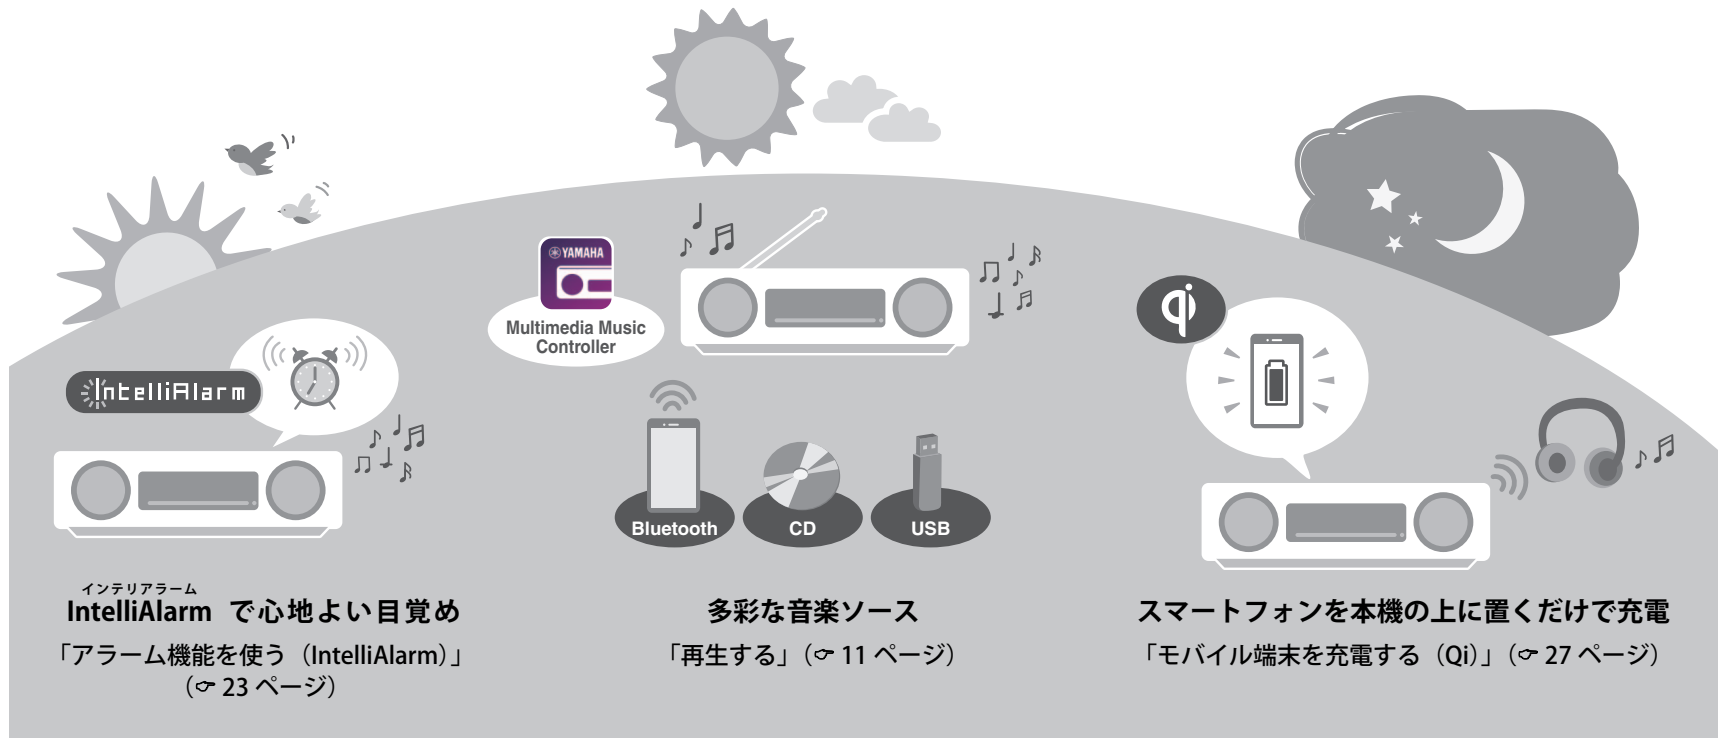 YAMAHA
Multimedia Music
Controller
IntelliAlarm
Bluetooth
CD
USB
qi
インテリアラーム
IntelliAlarm で心地よい目覚め
「アラーム機能を使う(IntelliAlarm)」
(☞ 23 ページ)
多彩な音楽ソース
「再生する」(☞ 11 ページ)
スマートフォンを本機の上に置くだけで充電
「モバイル端末を充電する(Qi)」(☞ 27 ページ)